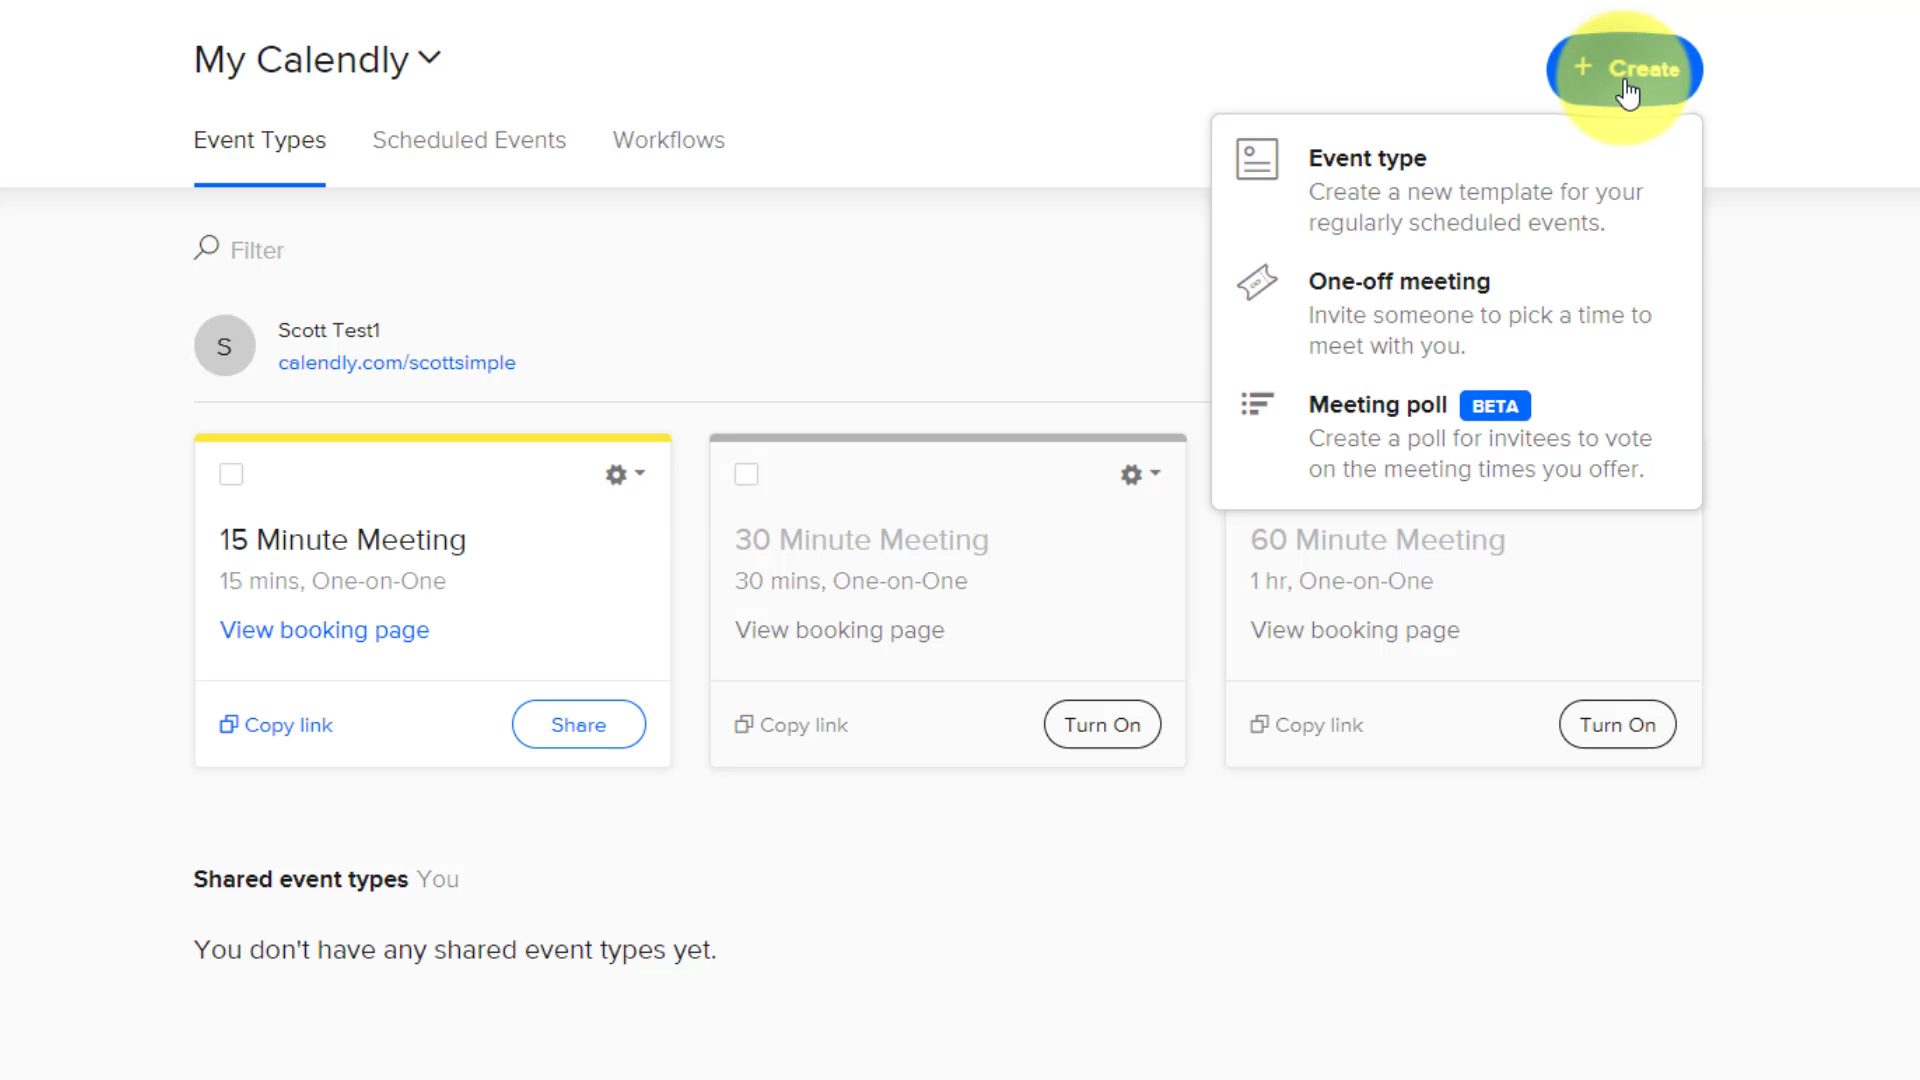 My Calendly
+ Create
Event Types
Scheduled Events
Workflows
Event type
Create a new template for your
regularly scheduled events.
One-off meeting
Invite someone to pick a time to
meet with you.
Meeting poll BETA
Create a poll for invitees to vote
on the meeting times you offer.
Filter
S
Scott Test1
calendly.com/scottsimple
15 Minute Meeting
15 mins, One-on-One
View booking page
Copy link
Share
30 Minute Meeting
30 mins, One-on-One
View booking page
Copy link
Turn On
60 Minute Meeting
1 hr, One-on-One
View booking page
Copy link
Turn On
Shared event types You
You don't have any shared event types yet.